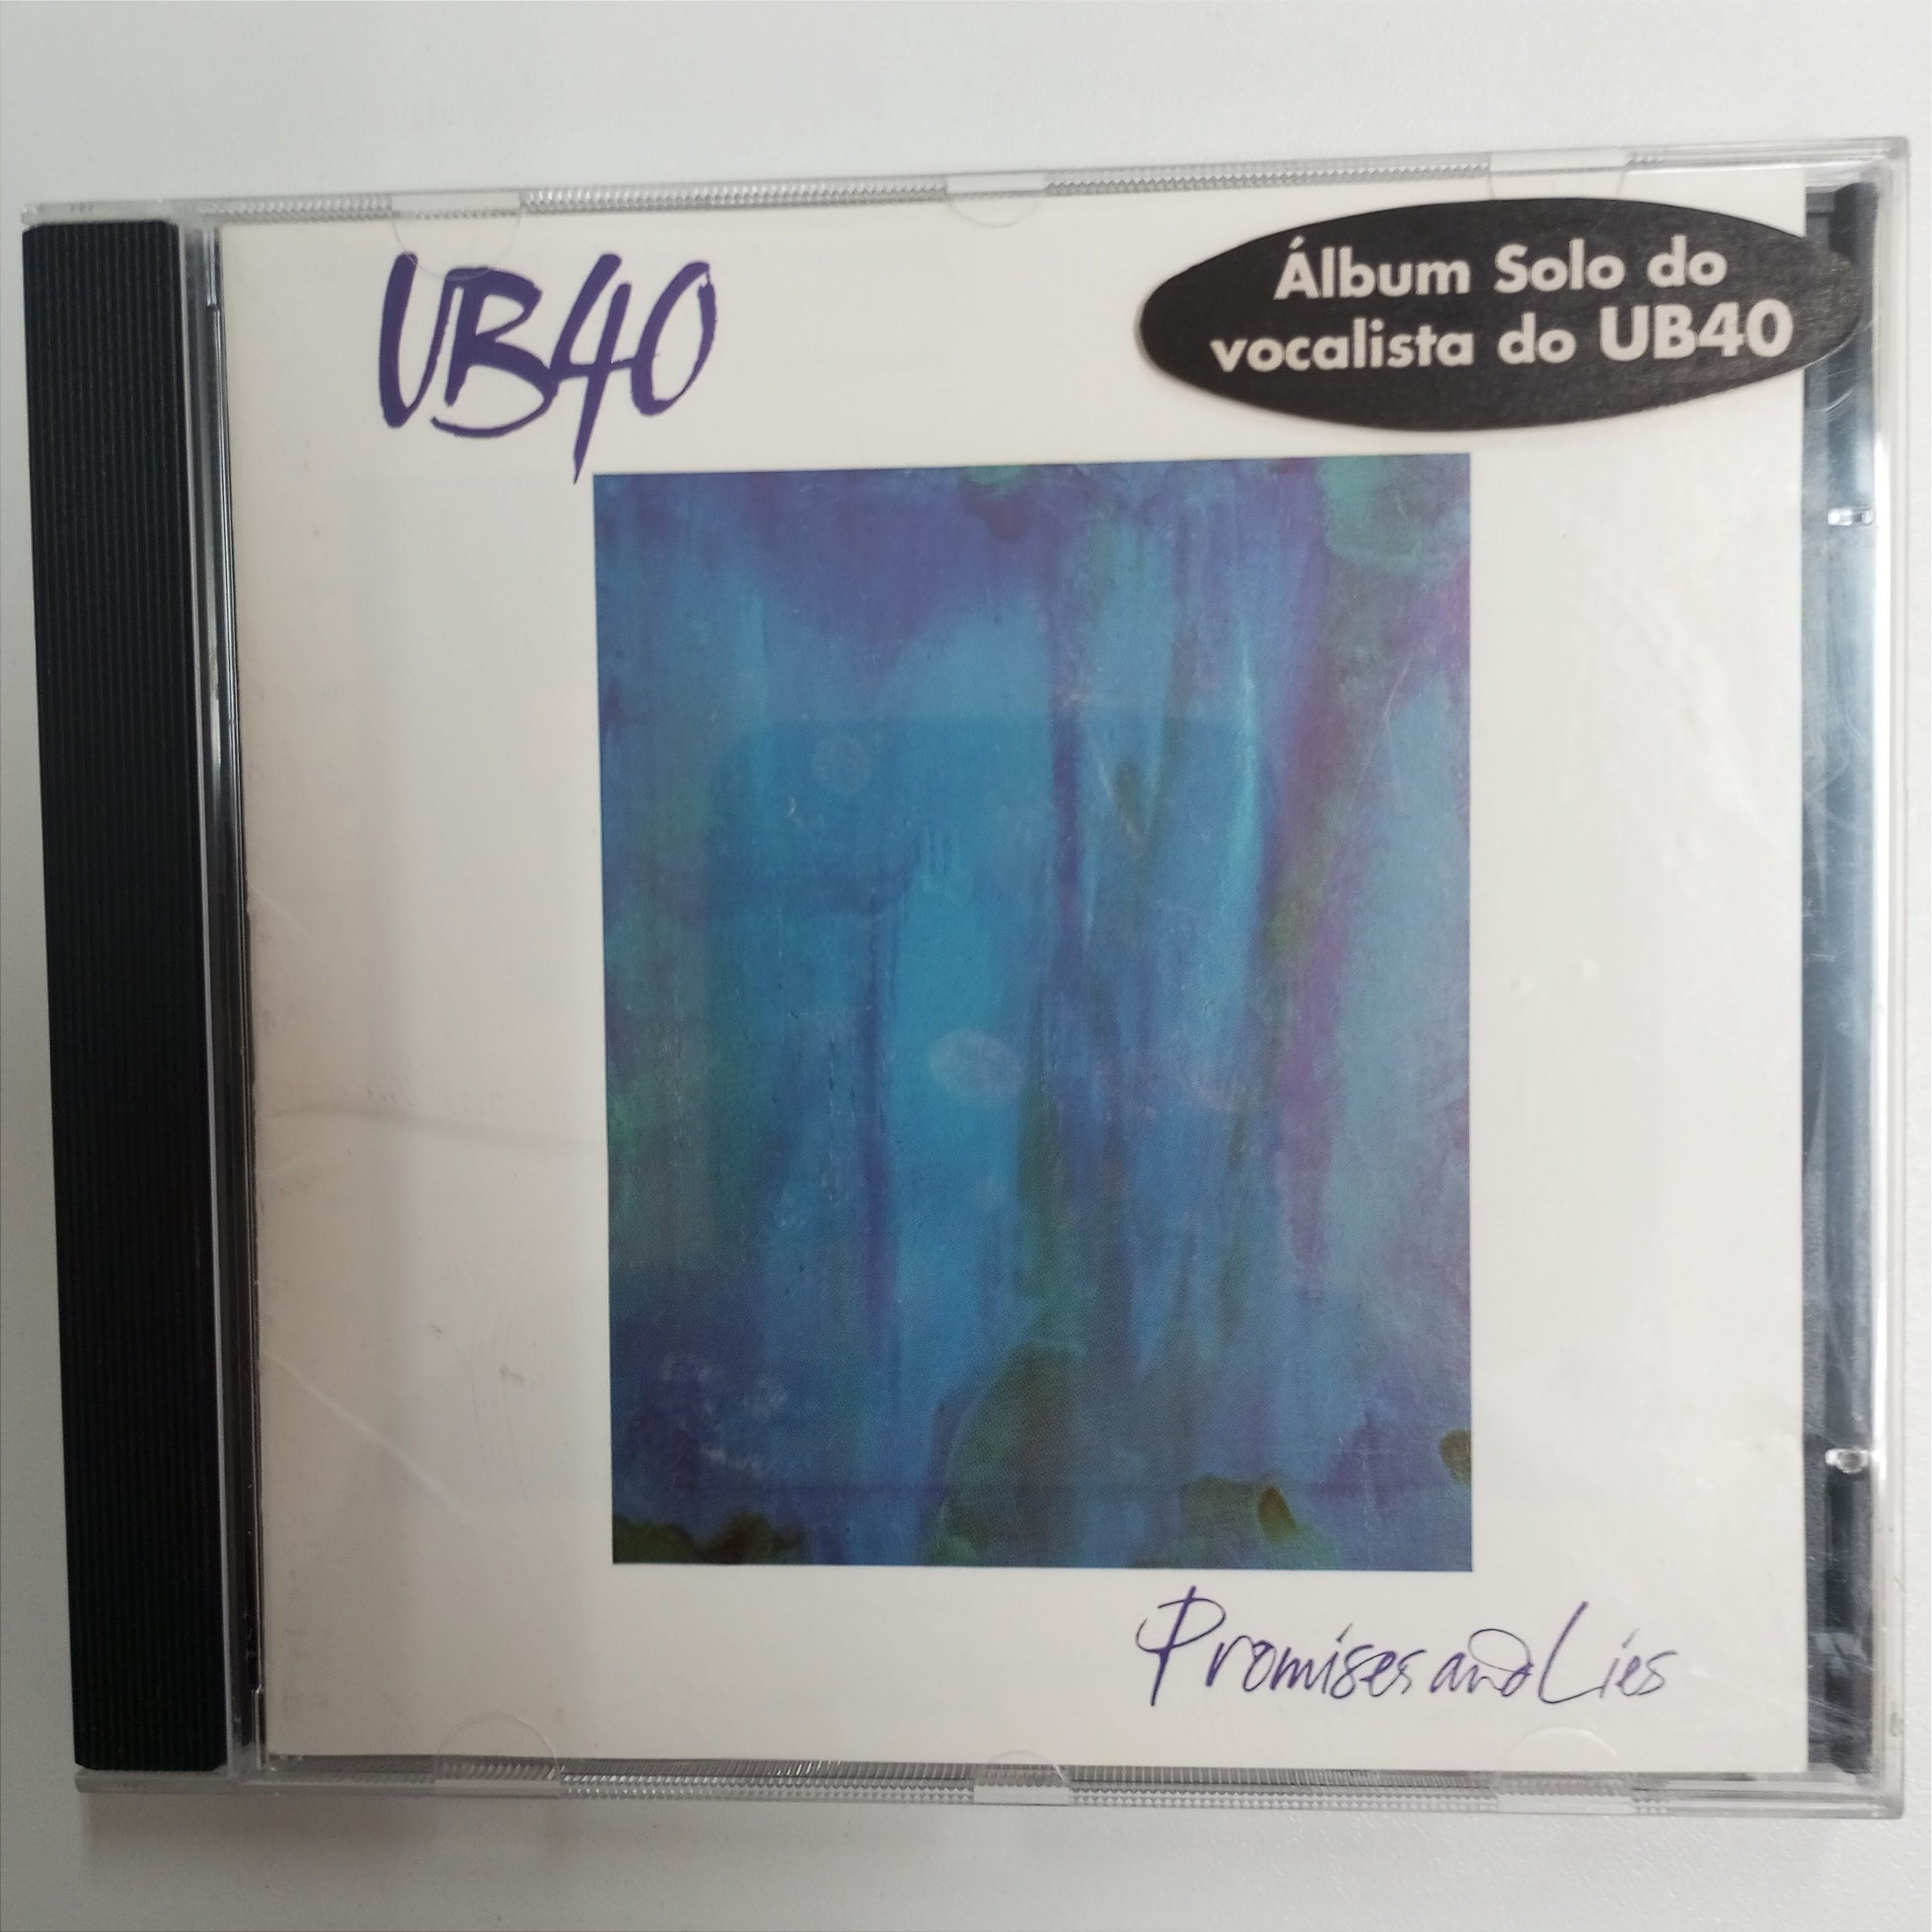 UB40
Álbum Solo do
vocalista do UB40
Promises and Lies